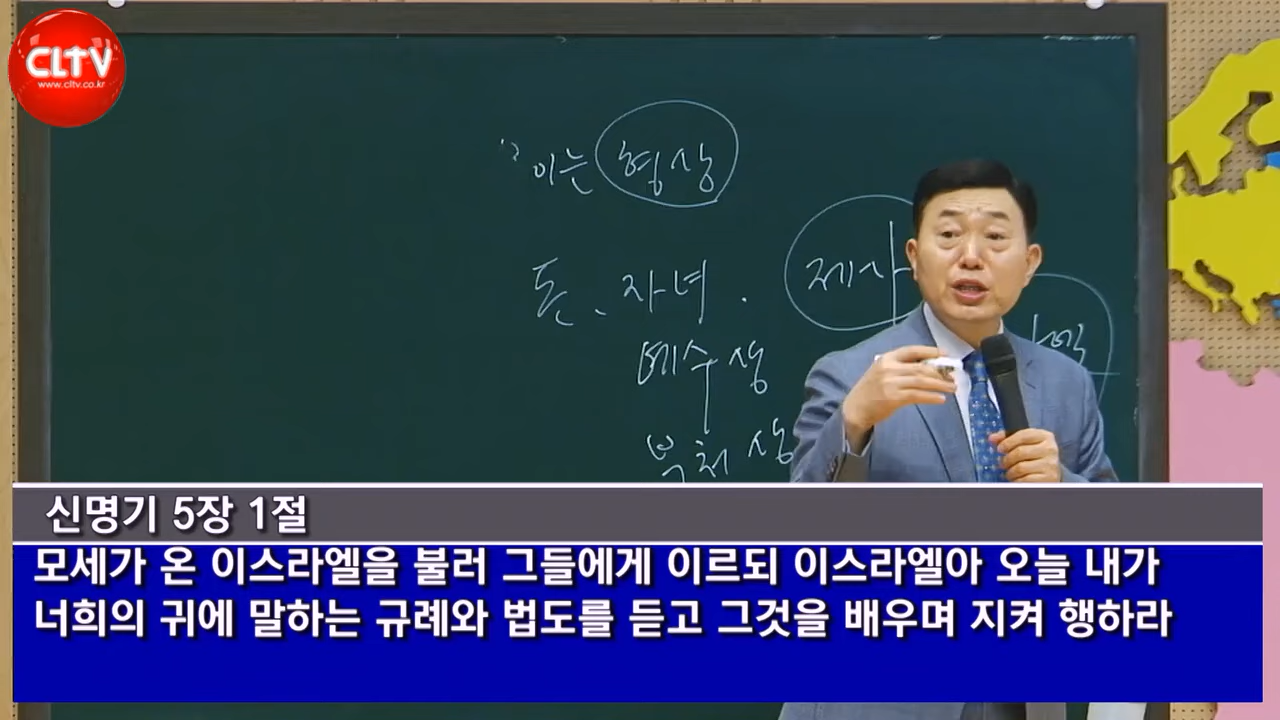 CLTV
www.cltv.co.kr
이는 형상
돈, 자녀.
제사
예수상
부처상
신명기 5장 1절
모세가 온 이스라엘을 불러 그들에게 이르되 이스라엘아 오늘 내가
너희의 귀에 말하는 규례와 법도를 듣고 그것을 배우며 지켜 행하라